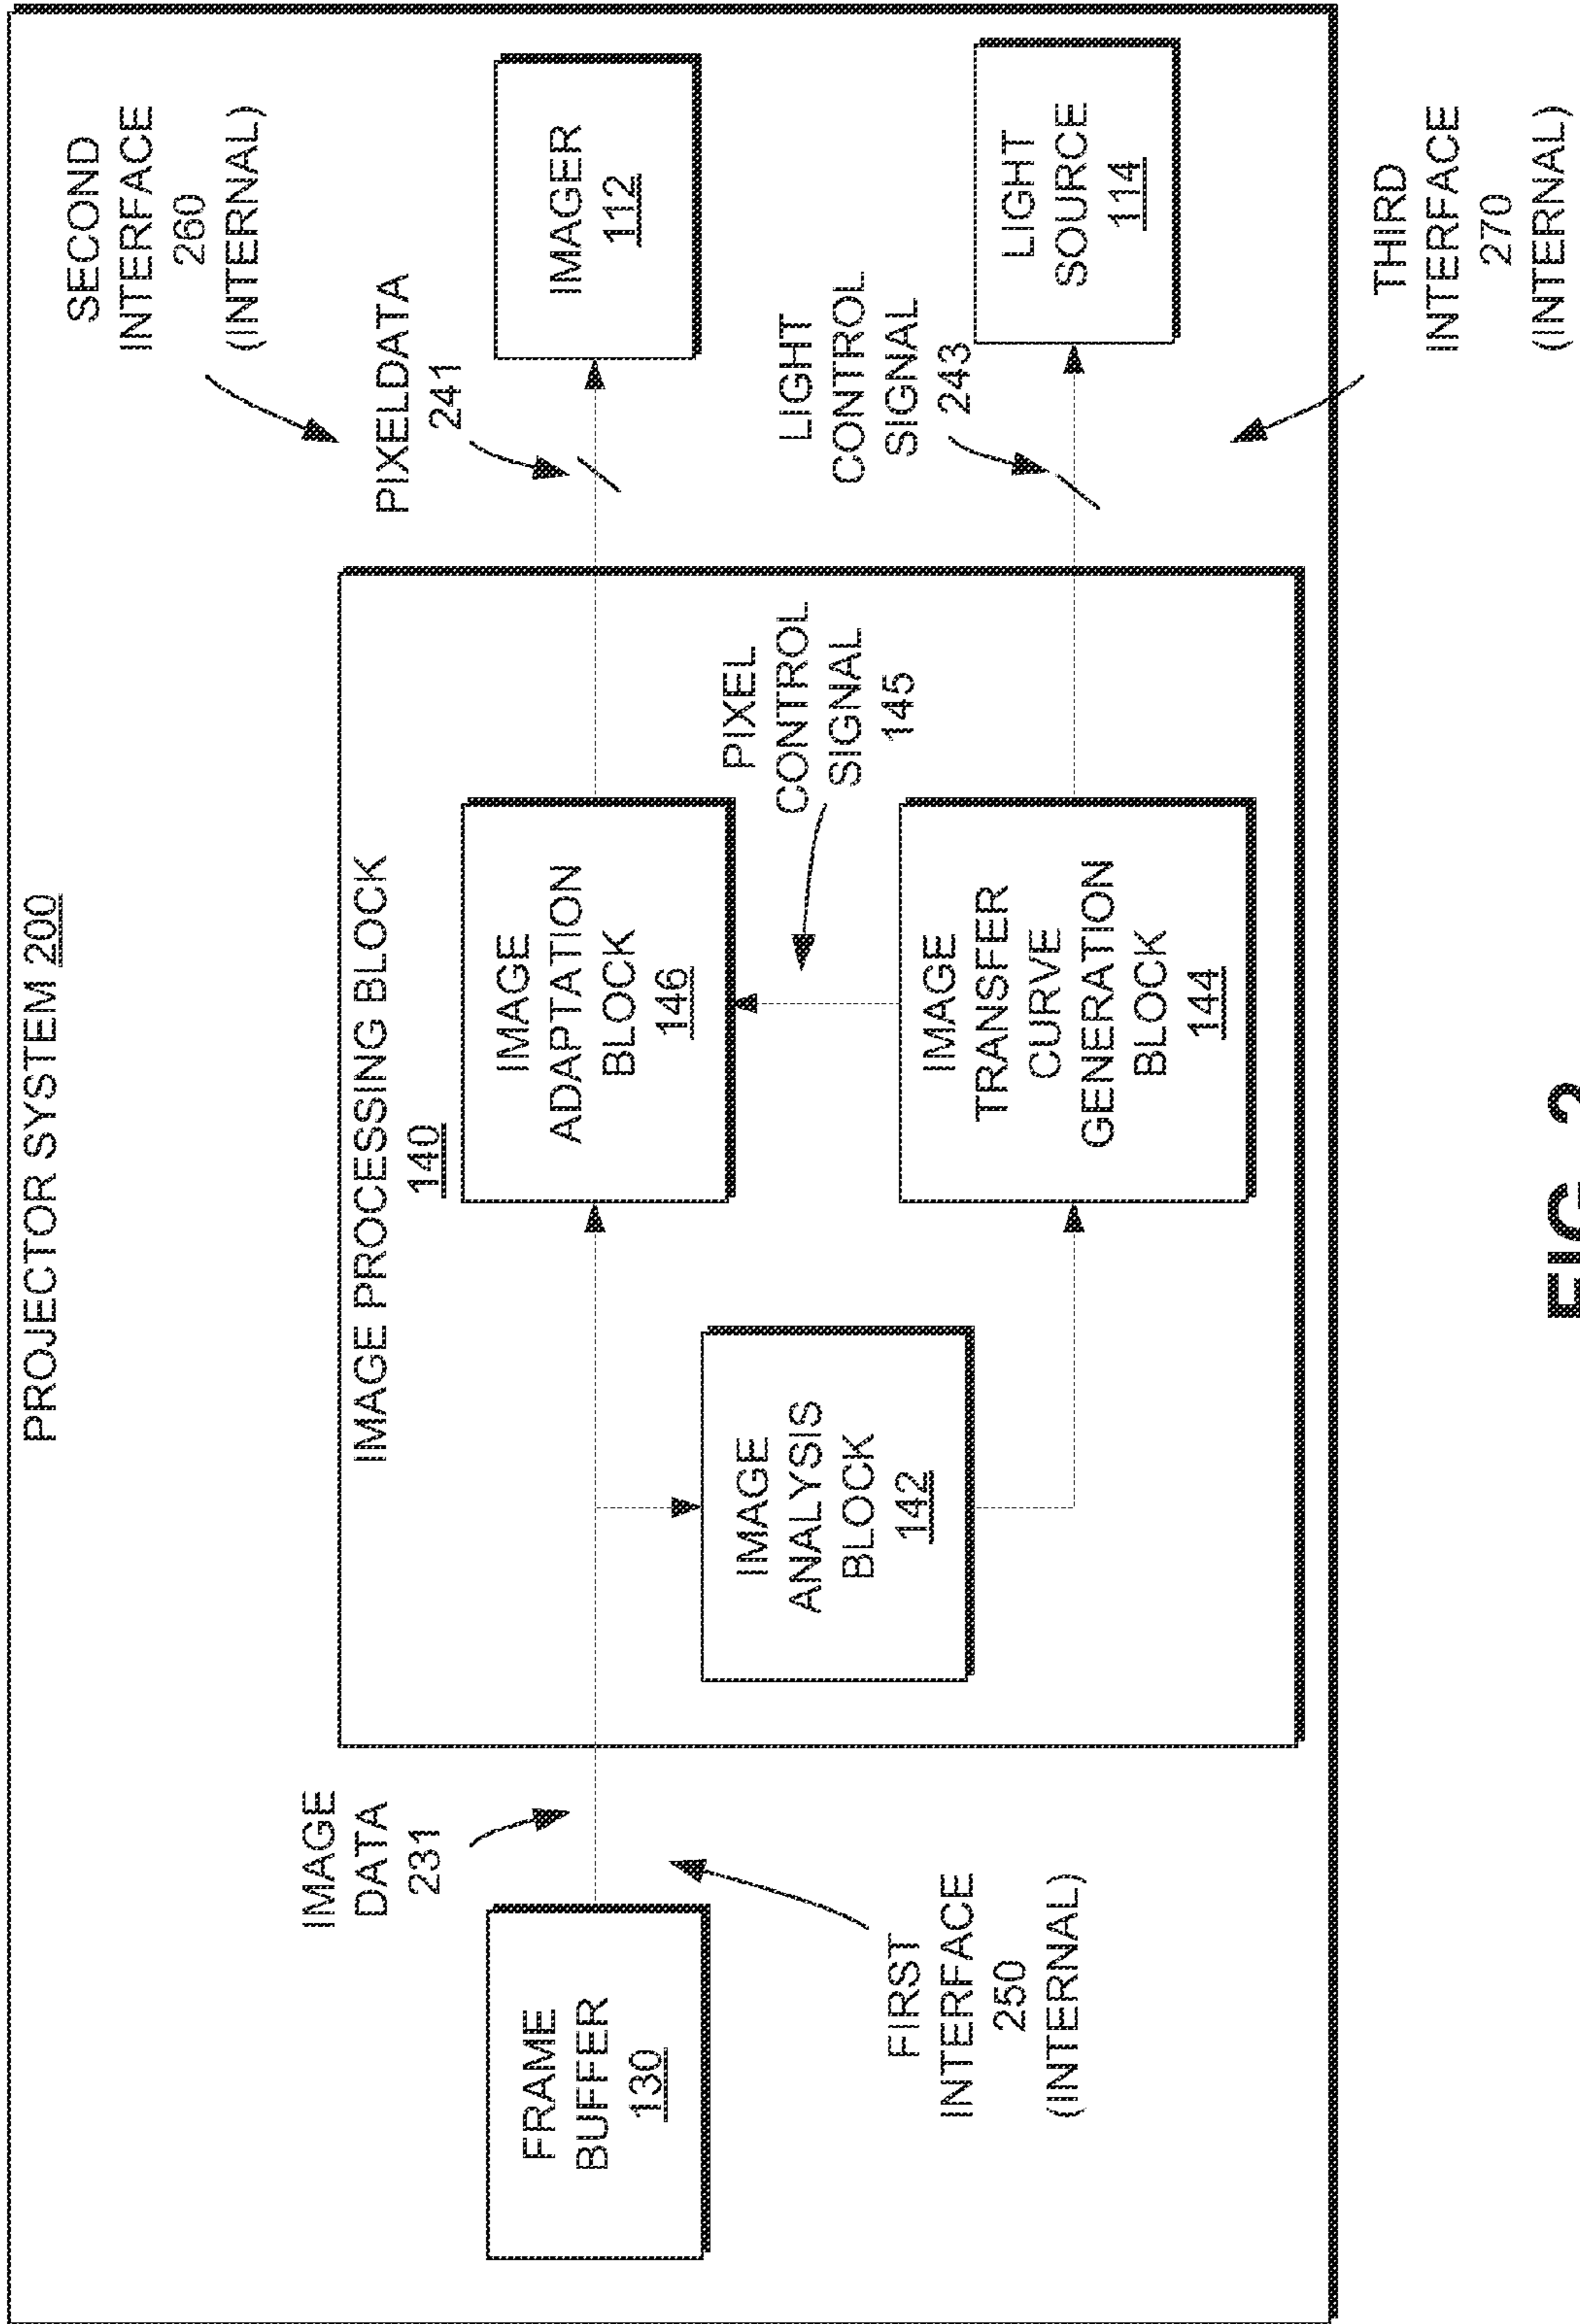 PROJECTOR SYSTEM 200
SECOND
INTERFACE
260
(INTERNAL)
IMAGE PROCESSING BLOCK
140
IMAGE
DATA
231
PIXELDATA
241
FRAME
BUFFER
130
IMAGE
ADAPTATION
BLOCK
146
IMAGER
112
IMAGE
ANALYSIS
BLOCK
142
PIXEL
CONTROL
SIGNAL
145
LIGHT
CONTROL
SIGNAL
243
FIRST
INTERFACE
250
(INTERNAL)
IMAGE
TRANSFER
CURVE
GENERATION
BLOCK
144
LIGHT
SOURCE
114
THIRD
INTERFACE
270
(INTERNAL)
FIG. 2